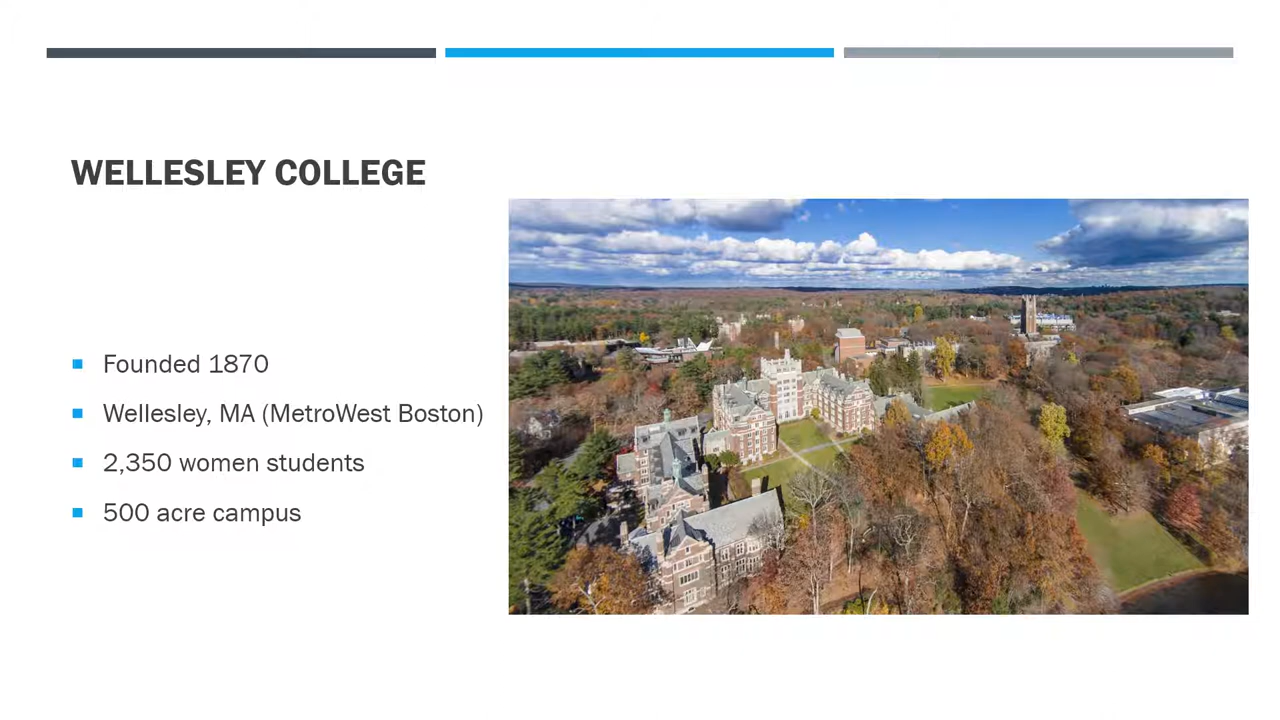 WELLESLEY COLLEGE
Founded 1870
Wellesley, MA (MetroWest Boston)
2,350 women students
500 acre campus